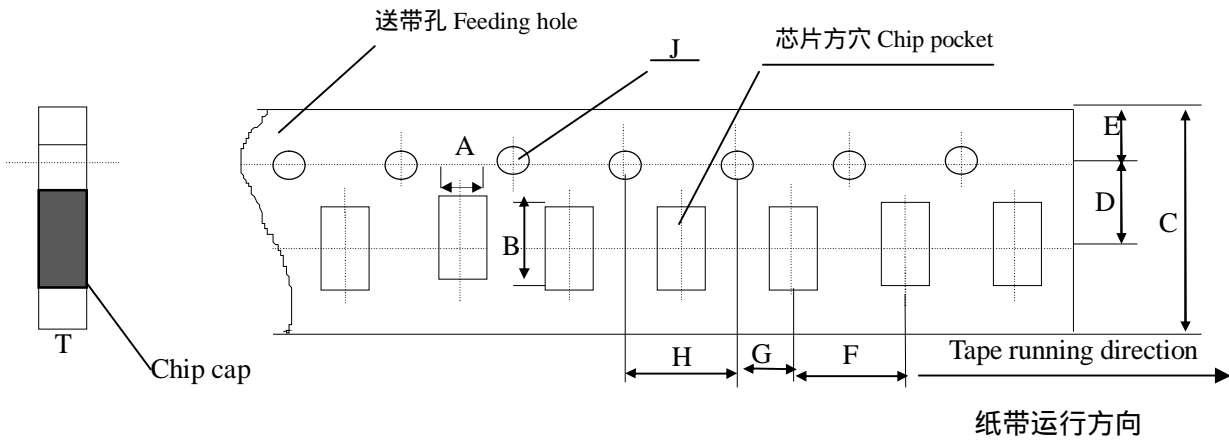 送带孔 Feeding hole
J
芯片方穴 Chip pocket
A
E
D
C
B
T
Chip cap
H
G
F
Tape running direction
纸带运行方向